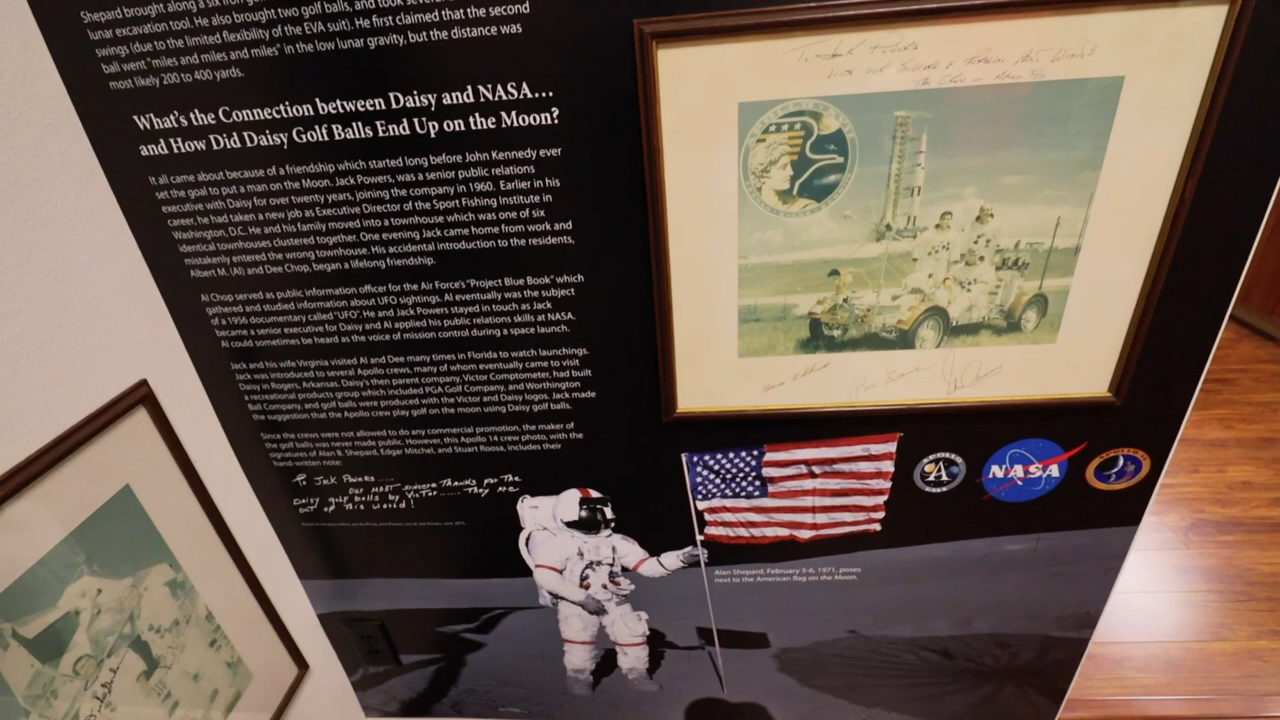 Shepard brought along a six iron
lunar excavation tool. He also brought two golf balls, and took
swings (due to the limited flexibility of the EVA suit). He first claimed that the second
ball went "miles and miles and miles" in the low lunar gravity, but the distance was
most likely 200 to 400 yards.
What's the Connection between Daisy and NASA...
and How Did Daisy Golf Balls End Up on the Moon?
It all came about because of a friendship which started long before John Kennedy ever
set the goal to put a man on the Moon. Jack Powers, was a senior public relations
executive with Daisy for over twenty years, joining the company in 1960. Earlier in his
career, he had taken a new job as Executive Director of the Sport Fishing Institute in
Washington, D.C. He and his family moved into a townhouse which was one of six
identical townhouses clustered together. One evening Jack came home from work and
mistakenly entered the wrong townhouse. His accidental introduction to the residents,
Albert M. (Al) and Dee Chop, began a lifelong friendship.
Al Chop served as public information officer for the Air Force's "Project Blue Book" which
gathered and studied information about UFO sightings. Al eventually was the subject
of a 1956 documentary called "UFO". He and Jack Powers stayed in touch as Jack
became a senior executive for Daisy and Al applied his public relations skills at NASA.
Al could sometimes be heard as the voice of mission control during a space launch.
Jack and his wife Virginia visited Al and Dee many times in Florida to watch launchings.
Jack was introduced to several Apollo crews, many of whom eventually came to visit
Daisy in Rogers, Arkansas. Daisy's then parent company, Victor Comptometer, had built
a recreational products group which included PGA Golf Company, and Worthington
Ball Company, and golf balls were produced with the Victor and Daisy logos. Jack made
the suggestion that the Apollo crew play golf on the moon using Daisy golf balls.
Since the crews were not allowed to do any commercial promotion, the maker of
the golf balls was never made public. However, this Apollo 14 crew photo, with the
signatures of Alan B. Shepard, Edgar Mitchel, and Stuart Roosa, includes their
hand-written note:
To Jack Powers....
Our most sincere thanks for the
Daisy golf balls by Victor..... They are
out of this world!
To Jack
The Crew of Apollo
APOLLO
NASA
APOLLO 14
Alan Shepard, February 5-6, 1971, poses
next to the American flag on the Moon.